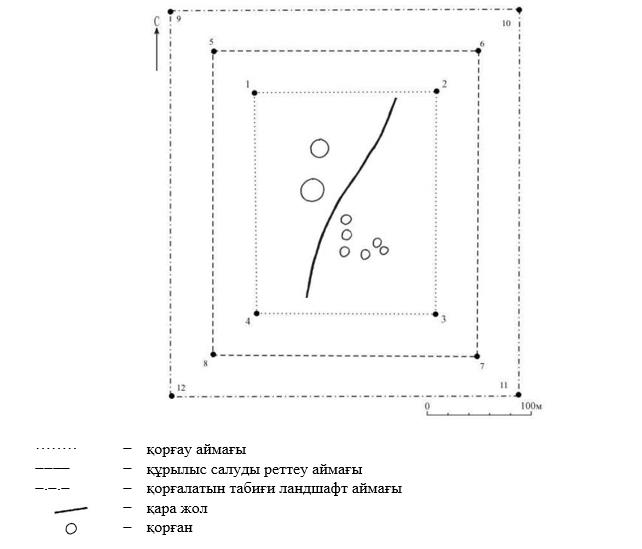 С
9
10
5
6
1
2
4
3
8
7
12
11
0
100м
– қорғау аймағы
– құрылыс салуды реттеу аймағы
– қорғалатын табиғи ландшафт аймағы
– қара жол
– қорған